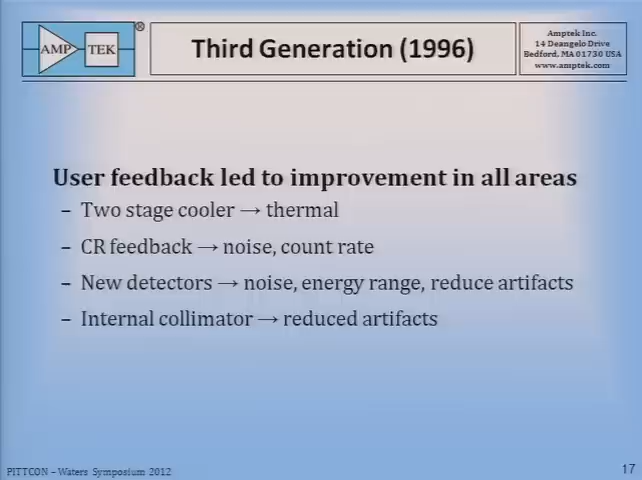 AMP TEK ®
Third Generation (1996)
Amptek Inc.
14 Deangelo Drive
Bedford, MA 01730 USA
www.amptek.com
User feedback led to improvement in all areas
– Two stage cooler → thermal
– CR feedback → noise, count rate
– New detectors → noise, energy range, reduce artifacts
– Internal collimator → reduced artifacts
PITTCON – Waters Symposium 2012
17